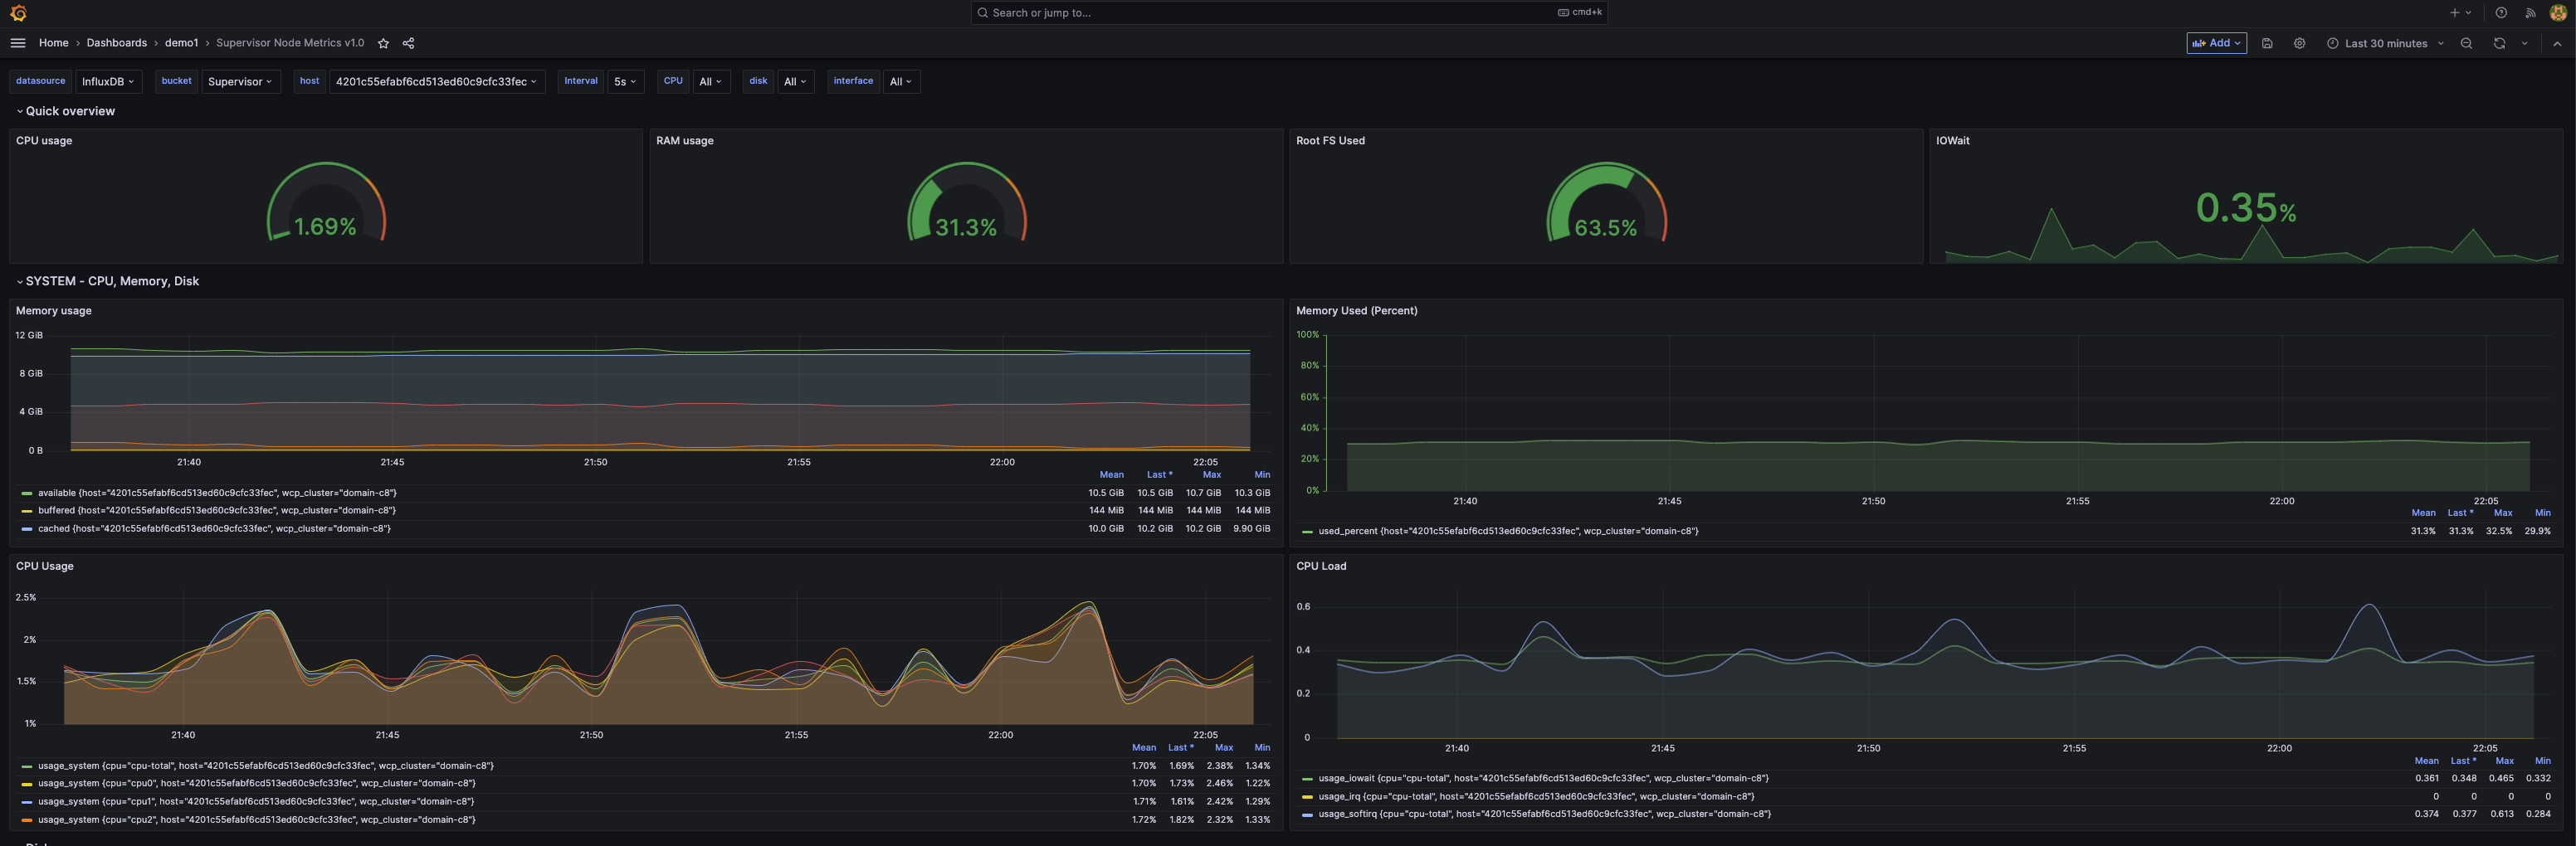 Search or jump to... cmd+k
Home › Dashboards › demo1 › Supervisor Node Metrics v1.0
Add
Last 30 minutes
datasource InfluxDB bucket Supervisor host 4201c55efabf6cd513ed60c9cfc33fec Interval 5s CPU All disk All interface All
Quick overview
CPU usage
1.69%
RAM usage
31.3%
Root FS Used
63.5%
IOWait
0.35%
SYSTEM - CPU, Memory, Disk
Memory usage
12 GiB
8 GiB
4 GiB
0 B
21:40 21:45 21:50 21:55 22:00 22:05
Mean Last * Max Min
available {host="4201c55efabf6cd513ed60c9cfc33fec", wcp_cluster="domain-c8"} 10.5 GiB 10.5 GiB 10.7 GiB 10.3 GiB
buffered {host="4201c55efabf6cd513ed60c9cfc33fec", wcp_cluster="domain-c8"} 144 MiB 144 MiB 144 MiB 144 MiB
cached {host="4201c55efabf6cd513ed60c9cfc33fec", wcp_cluster="domain-c8"} 10.0 GiB 10.2 GiB 10.2 GiB 9.90 GiB
Memory Used (Percent)
100%
80%
60%
40%
20%
0%
21:40 21:45 21:50 21:55 22:00 22:05
Mean Last * Max Min
used_percent {host="4201c55efabf6cd513ed60c9cfc33fec", wcp_cluster="domain-c8"} 31.3% 31.3% 32.5% 29.9%
CPU Usage
2.5%
2%
1.5%
1%
21:40 21:45 21:50 21:55 22:00 22:05
Mean Last * Max Min
usage_system {cpu="cpu-total", host="4201c55efabf6cd513ed60c9cfc33fec", wcp_cluster="domain-c8"} 1.70% 1.69% 2.38% 1.34%
usage_system {cpu="cpu0", host="4201c55efabf6cd513ed60c9cfc33fec", wcp_cluster="domain-c8"} 1.70% 1.73% 2.46% 1.22%
usage_system {cpu="cpu1", host="4201c55efabf6cd513ed60c9cfc33fec", wcp_cluster="domain-c8"} 1.71% 1.61% 2.42% 1.29%
usage_system {cpu="cpu2", host="4201c55efabf6cd513ed60c9cfc33fec", wcp_cluster="domain-c8"} 1.72% 1.82% 2.32% 1.33%
CPU Load
0.6
0.4
0.2
0
21:40 21:45 21:50 21:55 22:00 22:05
Mean Last * Max Min
usage_iowait {cpu="cpu-total", host="4201c55efabf6cd513ed60c9cfc33fec", wcp_cluster="domain-c8"} 0.361 0.348 0.465 0.332
usage_irq {cpu="cpu-total", host="4201c55efabf6cd513ed60c9cfc33fec", wcp_cluster="domain-c8"} 0 0 0 0
usage_softirq {cpu="cpu-total", host="4201c55efabf6cd513ed60c9cfc33fec", wcp_cluster="domain-c8"} 0.374 0.377 0.613 0.284